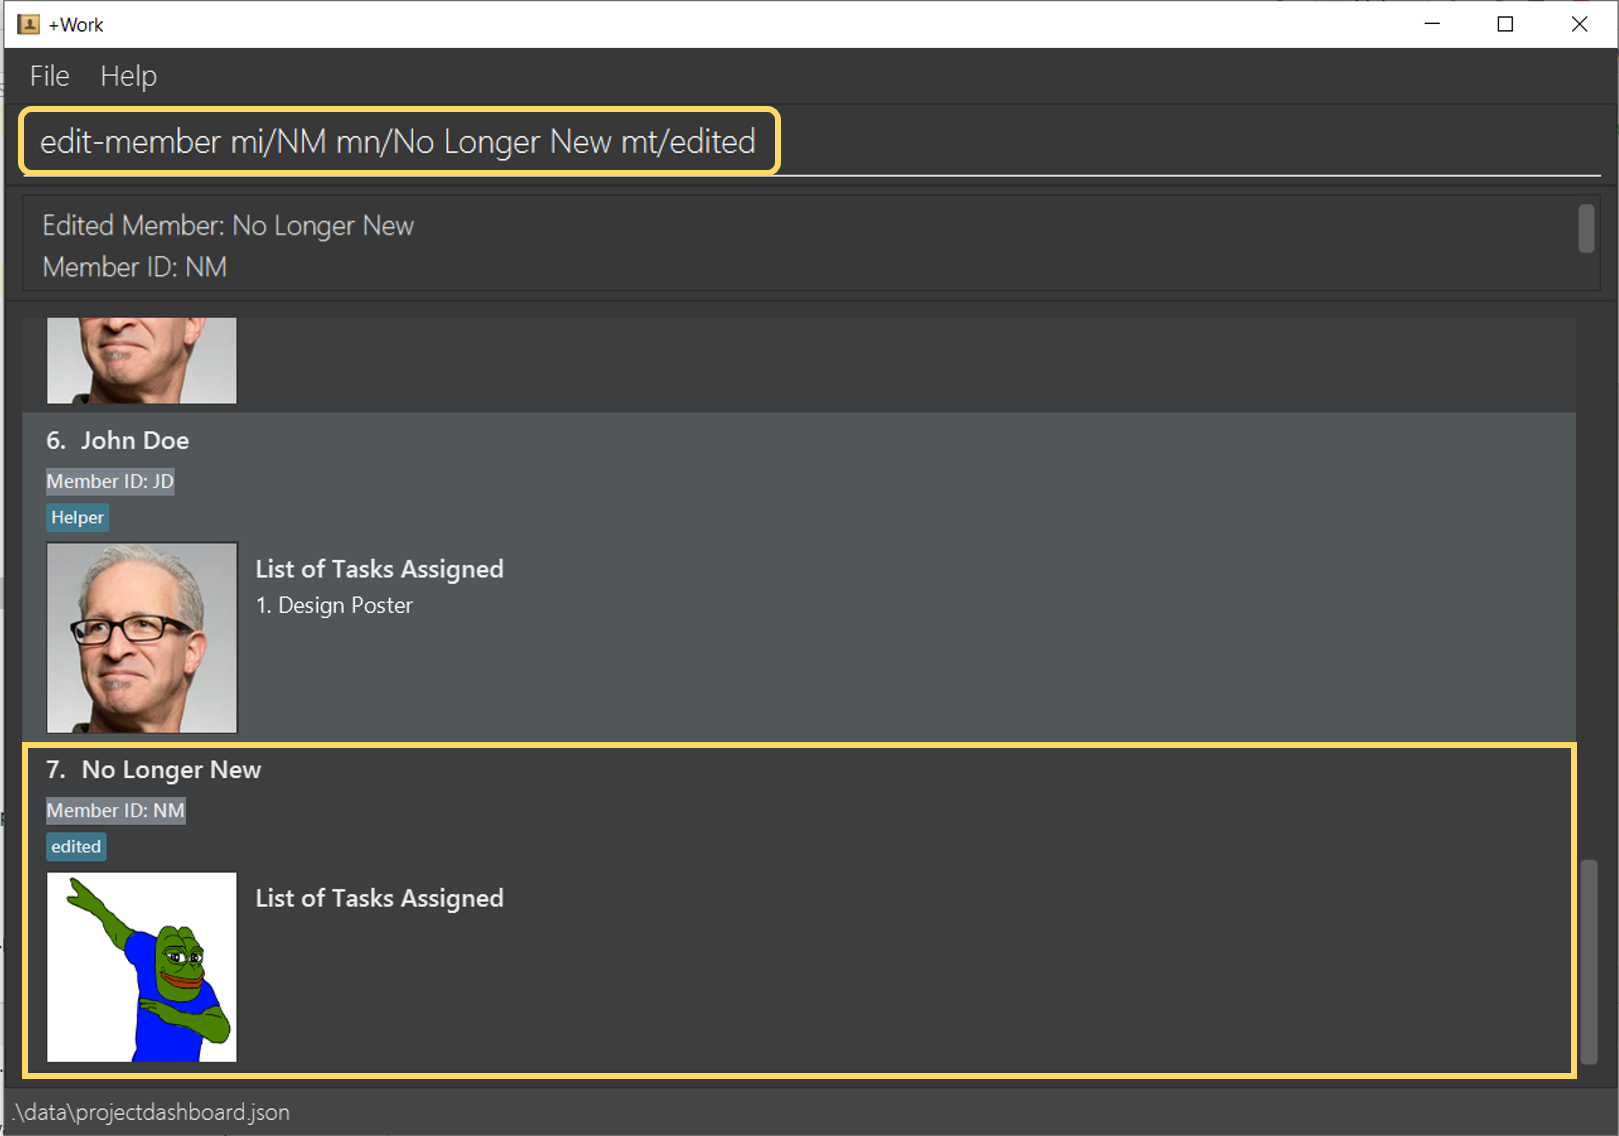 +Work
File Help
edit-member mi/NM mn/No Longer New mt/edited
Edited Member: No Longer New
Member ID: NM
6. John Doe
Member ID: JD
Helper
List of Tasks Assigned
1. Design Poster
7. No Longer New
Member ID: NM
edited
List of Tasks Assigned
.\data\projectdashboard.json